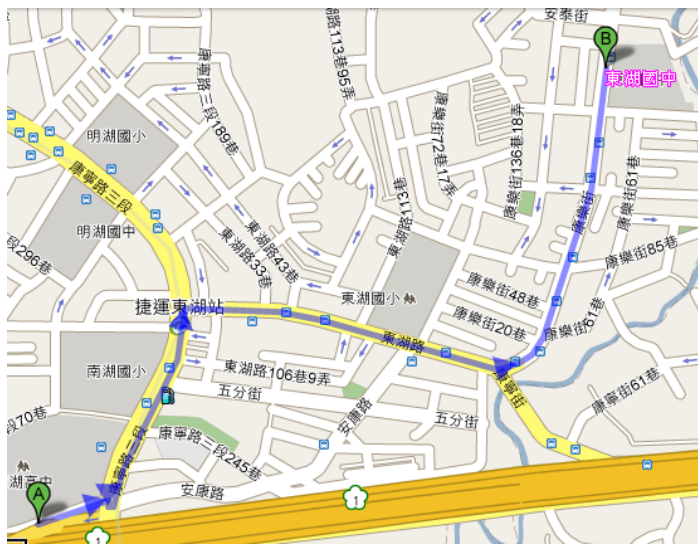 安泰街
B
東湖國中
東湖路113巷95弄
康寧路三段189巷
明湖國小
康樂街72巷17弄
康樂街136巷18弄
康樂街61巷
康寧路三段
康樂街
明湖國中
東湖路43巷
東湖路33巷
東湖路113巷
康樂街85巷
段296巷
康樂街48巷
捷運東湖站
東湖國小
康樂街61巷
康樂街20巷
東湖路
南湖國小
東湖路106巷9弄
五分街
康寧街
安康路
五分街
康樂街61巷
段70巷
康寧路三段
康寧路三段245巷
湖高中
A
安康路
1
1